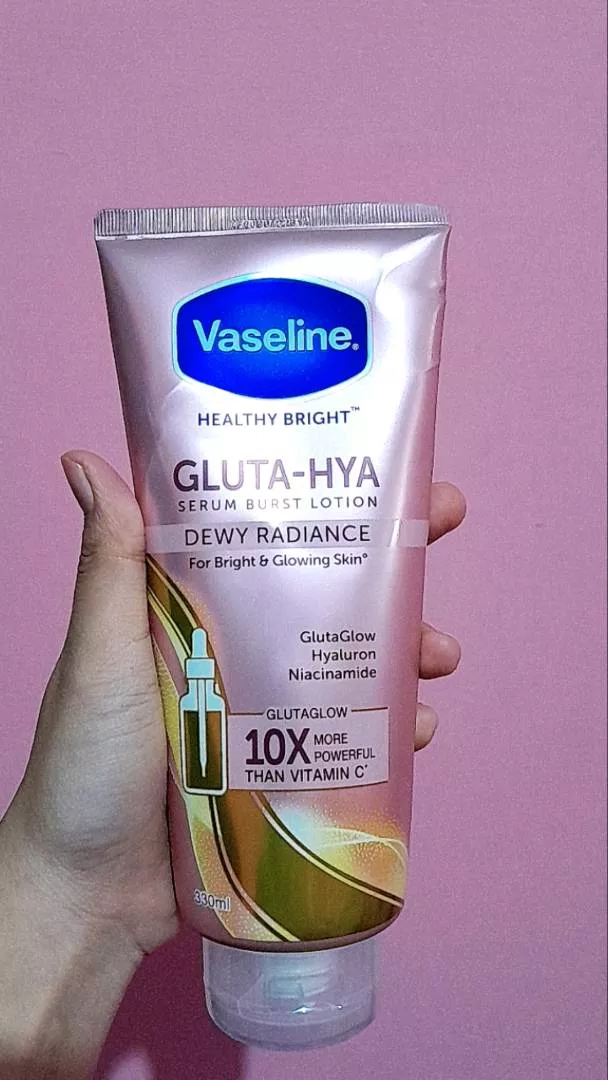 Vaseline®
HEALTHY BRIGHT™
GLUTA-HYA
SERUM BURST LOTION
DEWY RADIANCE
For Bright & Glowing Skin°
GlutaGlow
Hyaluron
Niacinamide
GLUTAGLOW
10X MORE
POWERFUL
THAN VITAMIN C*
330ml